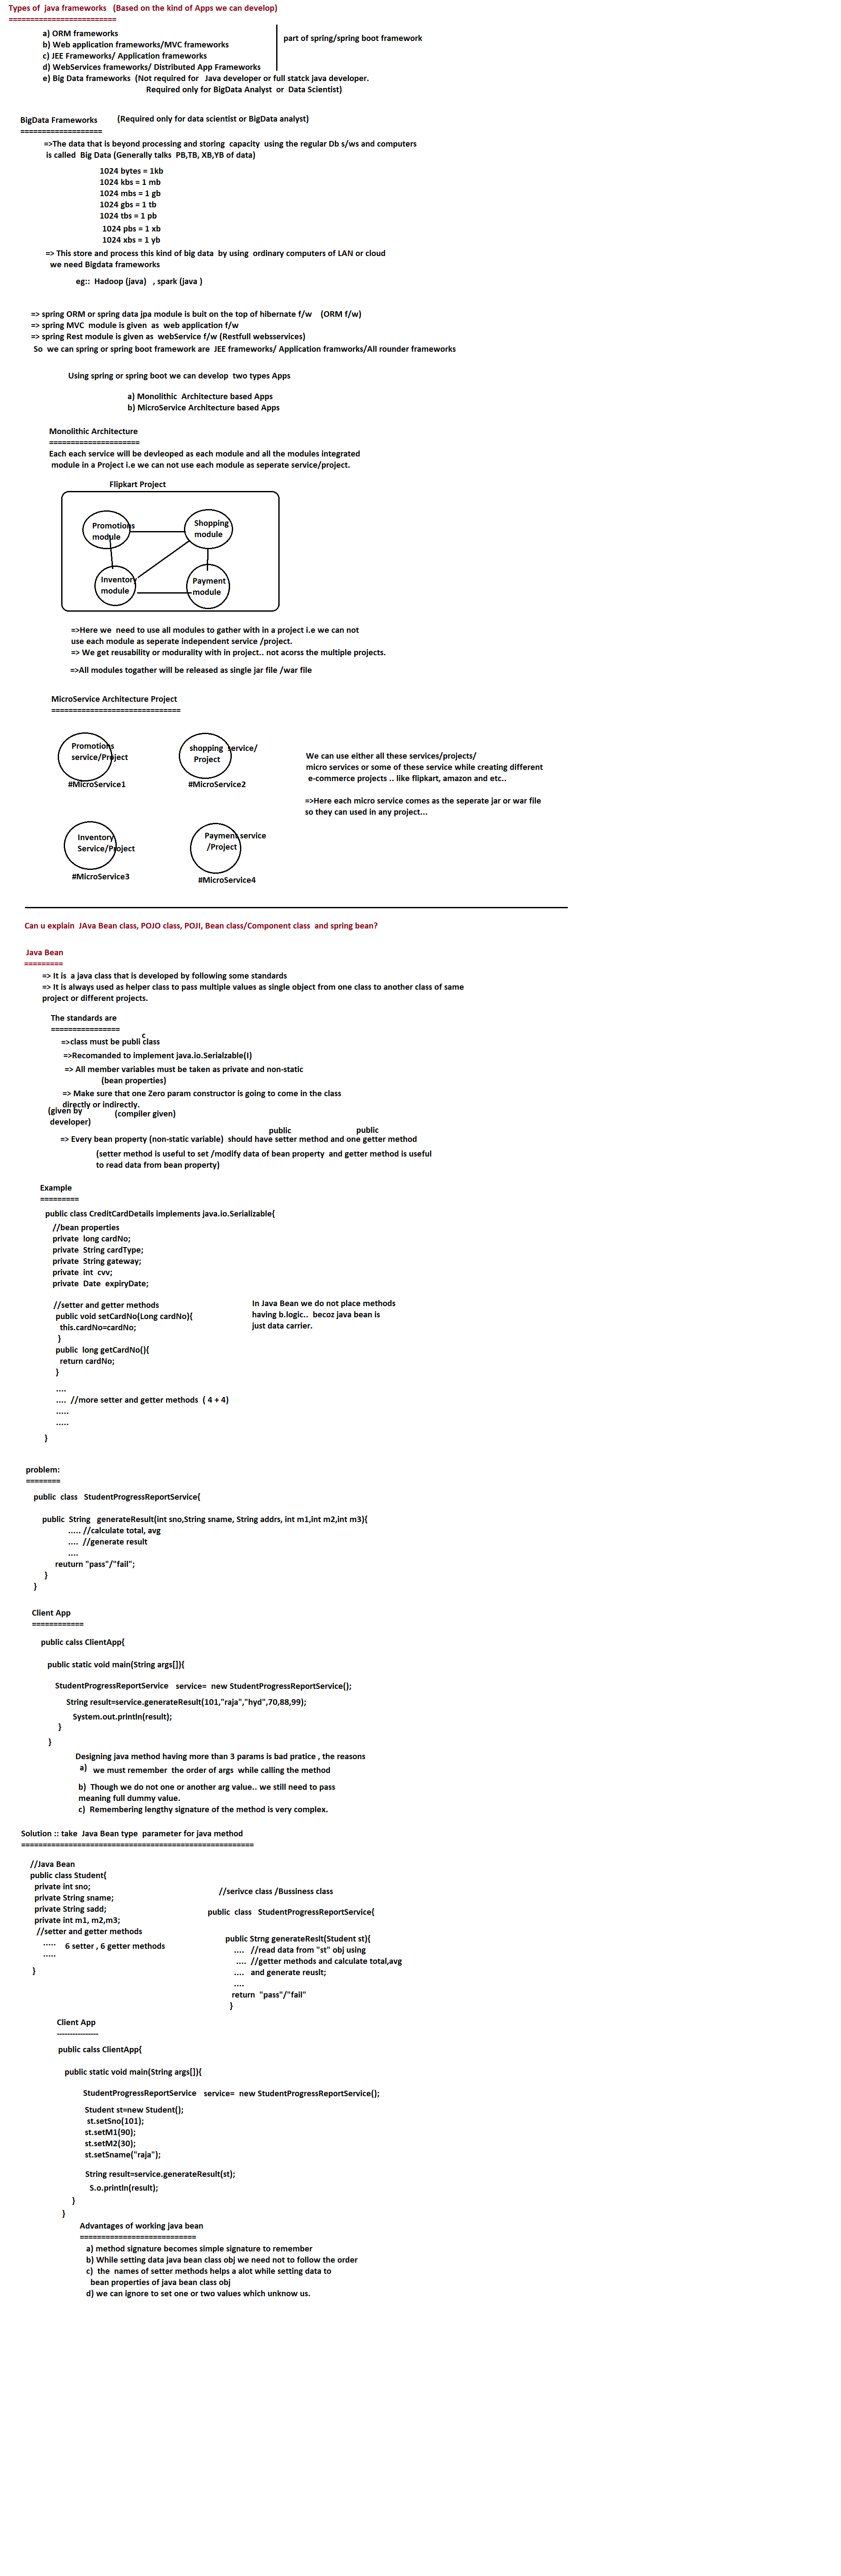 Types of  java frameworks   (Based on the kind of Apps we can develop)
=========================
a) ORM frameworks
b) Web application frameworks/MVC frameworks
c) JEE Frameworks/ Application frameworks
d) WebServices frameworks/ Distributed App Frameworks
part of spring/spring boot framework
e) Big Data frameworks  (Not required for   Java developer or full statck java developer.
Required only for BigData Analyst  or  Data Scientist)
BigData Frameworks        (Required only for data scientist or BigData analyst)
===================
=>The data that is beyond processing and storing  capacity  using the regular Db s/ws and computers
is called  Big Data (Generally talks  PB,TB, XB,YB of data)
1024 bytes = 1kb
1024 kbs = 1 mb
1024 mbs = 1 gb
1024 gbs = 1 tb
1024 tbs = 1 pb
1024 pbs = 1 xb
1024 xbs = 1 yb
=> This store and process this kind of big data  by using  ordinary computers of LAN or cloud
we need Bigdata frameworks
eg::  Hadoop (java)   , spark (java )
=> spring ORM or spring data jpa module is buit on the top of hibernate f/w    (ORM f/w)
=> spring MVC  module is given  as  web application f/w
=> spring Rest module is given as  webService f/w (Restfull websservices)
So  we can spring or spring boot framework are  JEE frameworks/ Application framworks/All rounder frameworks
Using spring or spring boot we can develop  two types Apps
a) Monolithic  Architecture based Apps
b) MicroService Architecture based Apps
Monolithic Architecture
=====================
Each each service will be devleoped as each module and all the modules integrated
module in a Project i.e we can not use each module as seperate service/project.
Flipkart Project
Promotions
module
Shopping
module
Inventory
module
Payment
module
=>Here we  need to use all modules to gather with in a project i.e we can not
use each module as seperate independent service /project.
=> We get reusability or modurality with in project.. not acorss the multiple projects.
=>All modules togather will be released as single jar file /war file
MicroService Architecture Project
==============================
Promotions
service/Project
#MicroService1
shopping  service/
Project
#MicroService2
We can use either all these services/projects/
micro services or some of these service while creating different
e-commerce projects .. like flipkart, amazon and etc..
=>Here each micro service comes as the seperate jar or war file
so they can used in any project...
Inventory
Service/Project
#MicroService3
Payment service
/Project
#MicroService4
Can u explain  JAva Bean class, POJO class, POJI, Bean class/Component class  and spring bean?
Java Bean
=========
=> It is  a java class that is developed by following some standards
=> It is always used as helper class to pass multiple values as single object from one class to another class of same
project or different projects.
The standards are
================
c
=>class must be publi class
=>Recomanded to implement java.io.Serialzable(I)
=> All member variables must be taken as private and non-static
(bean properties)
=> Make sure that one Zero param constructor is going to come in the class
directly or indirectly.
(given by
developer)
(compiler given)
public
public
=> Every bean property (non-static variable)  should have setter method and one getter method
(setter method is useful to set /modify data of bean property  and getter method is useful
to read data from bean property)
Example
=========
public class CreditCardDetails implements java.io.Serializable{
//bean properties
private  long cardNo;
private  String cardType;
private  String gateway;
private  int  cvv;
private  Date  expiryDate;
//setter and getter methods
public void setCardNo(Long cardNo){
this.cardNo=cardNo;
}
public  long getCardNo(){
return cardNo;
}
In Java Bean we do not place methods
having b.logic..  becoz java bean is
just data carrier.
....
....  //more setter and getter methods  ( 4 + 4)
.....
.....
}
problem:
========
public  class   StudentProgressReportService{
public  String   generateResult(int sno,String sname, String addrs, int m1,int m2,int m3){
..... //calculate total, avg
....  //generate result
....
reuturn "pass"/"fail";
}
}
Client App
============
public calss ClientApp{
public static void main(String args[]){
StudentProgressReportService   service=  new StudentProgressReportService();
String result=service.generateResult(101,"raja","hyd",70,88,99);
System.out.println(result);
}
}
Designing java method having more than 3 params is bad pratice , the reasons
a)   we must remember  the order of args  while calling the method
b)  Though we do not one or another arg value.. we still need to pass
meaning full dummy value.
c)  Remembering lengthy signature of the method is very complex.
Solution :: take  Java Bean type  parameter for java method
======================================================
//Java Bean
public class Student{
private int sno;
private String sname;
private String sadd;
private int m1, m2,m3;
//setter and getter methods
.....
.....
6 setter , 6 getter methods
}
//serivce class /Bussiness class
public  class   StudentProgressReportService{
public Strng generateReslt(Student st){
....   //read data from "st" obj using
....  //getter methods and calculate total,avg
....   and generate reuslt;
....
return  "pass"/"fail"
}
Client App
----------------
public calss ClientApp{
public static void main(String args[]){
StudentProgressReportService   service=  new StudentProgressReportService();
Student st=new Student();
st.setSno(101);
st.setM1(90);
st.setM2(30);
st.setSname("raja");
String result=service.generateResult(st);
S.o.println(result);
}
}
Advantages of working java bean
===========================
a) method signature becomes simple signature to remember
b) While setting data java bean class obj we need not to follow the order
c)  the  names of setter methods helps a alot while setting data to
bean properties of java bean class obj
d) we can ignore to set one or two values which unknow us.